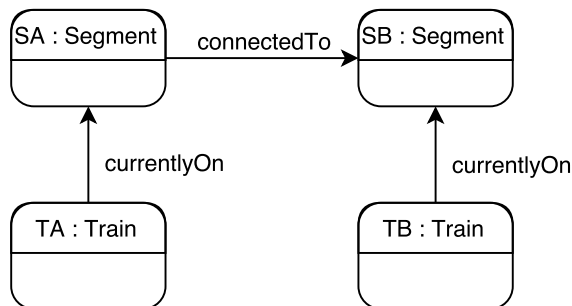 SA : Segment
connectedTo
SB : Segment
currentlyOn
currentlyOn
TA : Train
TB : Train